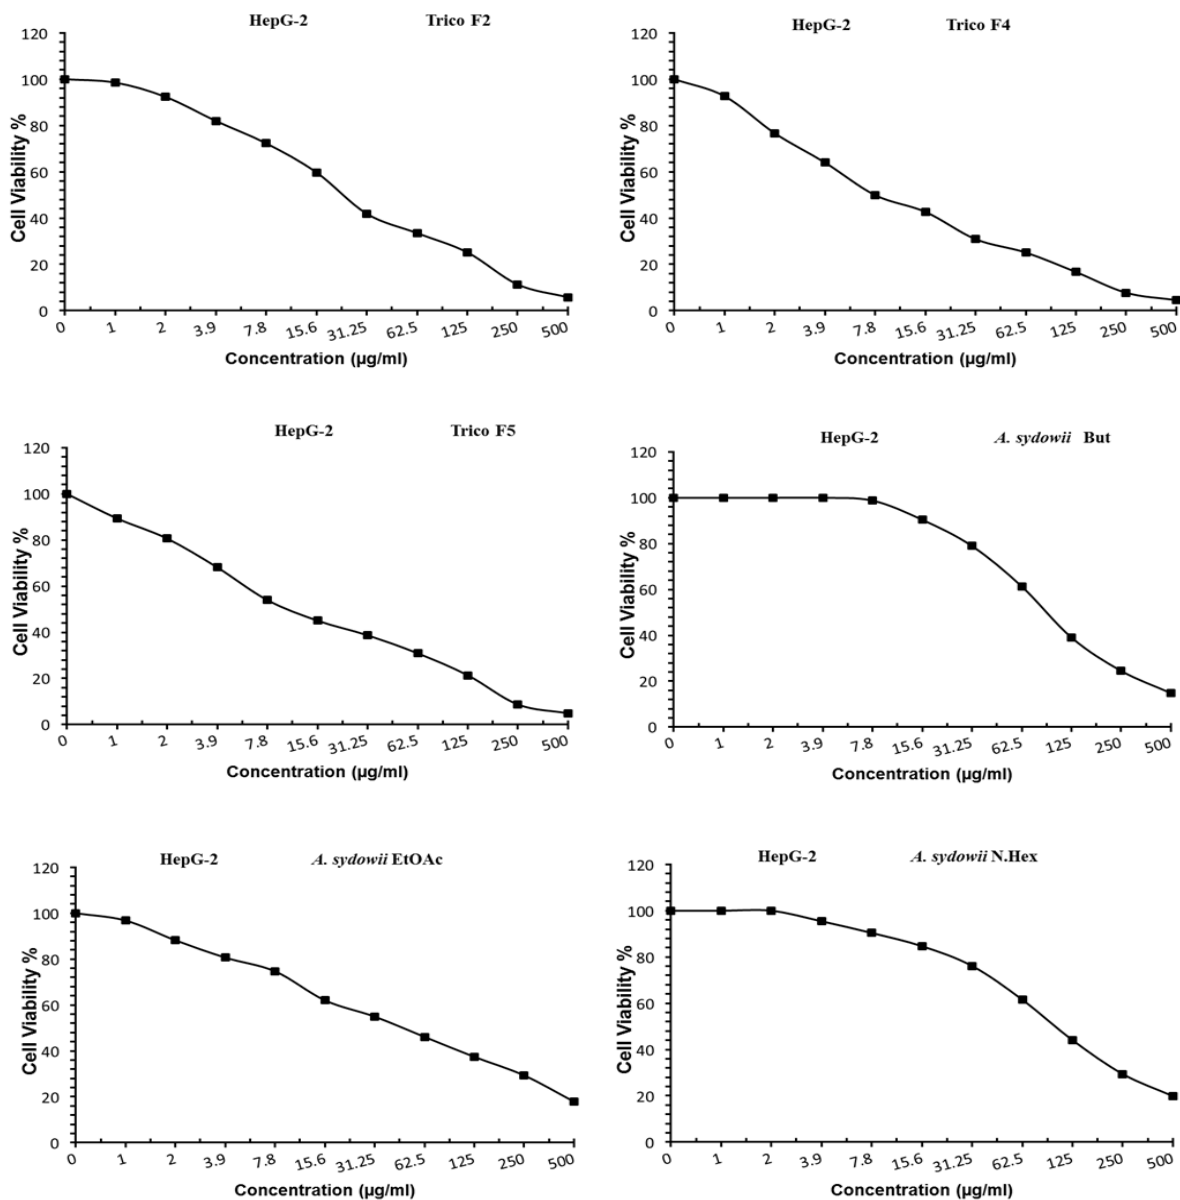 HepG-2 Trico F2
120
100
80
60
40
20
0
Cell Viability %
0 1 2 3.9 7.8 15.6 31.25 62.5 125 250 500
Concentration (µg/ml)
HepG-2 Trico F4
120
100
80
60
40
20
0
Cell Viability %
0 1 2 3.9 7.8 15.6 31.25 62.5 125 250 500
Concentration (µg/ml)
HepG-2 Trico F5
120
100
80
60
40
20
0
Cell Viability %
0 1 2 3.9 7.8 15.6 31.25 62.5 125 250 500
Concentration (µg/ml)
HepG-2 A. sydowii But
120
100
80
60
40
20
0
Cell Viability %
0 1 2 3.9 7.8 15.6 31.25 62.5 125 250 500
Concentration (µg/ml)
HepG-2 A. sydowii EtOAc
120
100
80
60
40
20
0
Cell Viability %
0 1 2 3.9 7.8 15.6 31.25 62.5 125 250 500
Concentration (µg/ml)
HepG-2 A. sydowii N.Hex
120
100
80
60
40
20
0
Cell Viability %
0 1 2 3.9 7.8 15.6 31.25 62.5 125 250 500
Concentration (µg/ml)